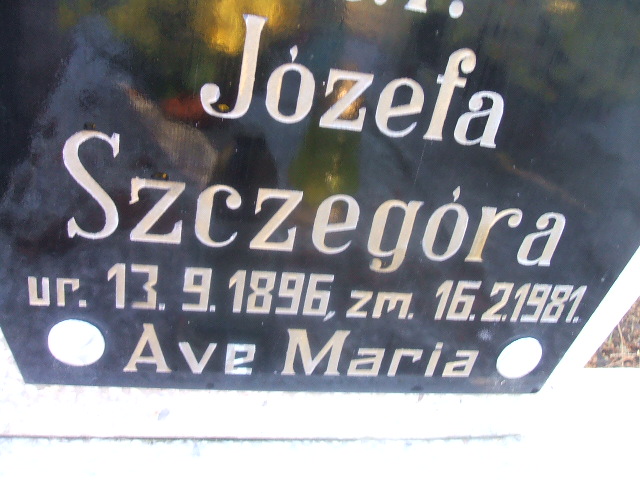 Józefa
Szczegóra
ur. 13. 9. 1896, zm. 16. 2. 1981.
Ave Maria